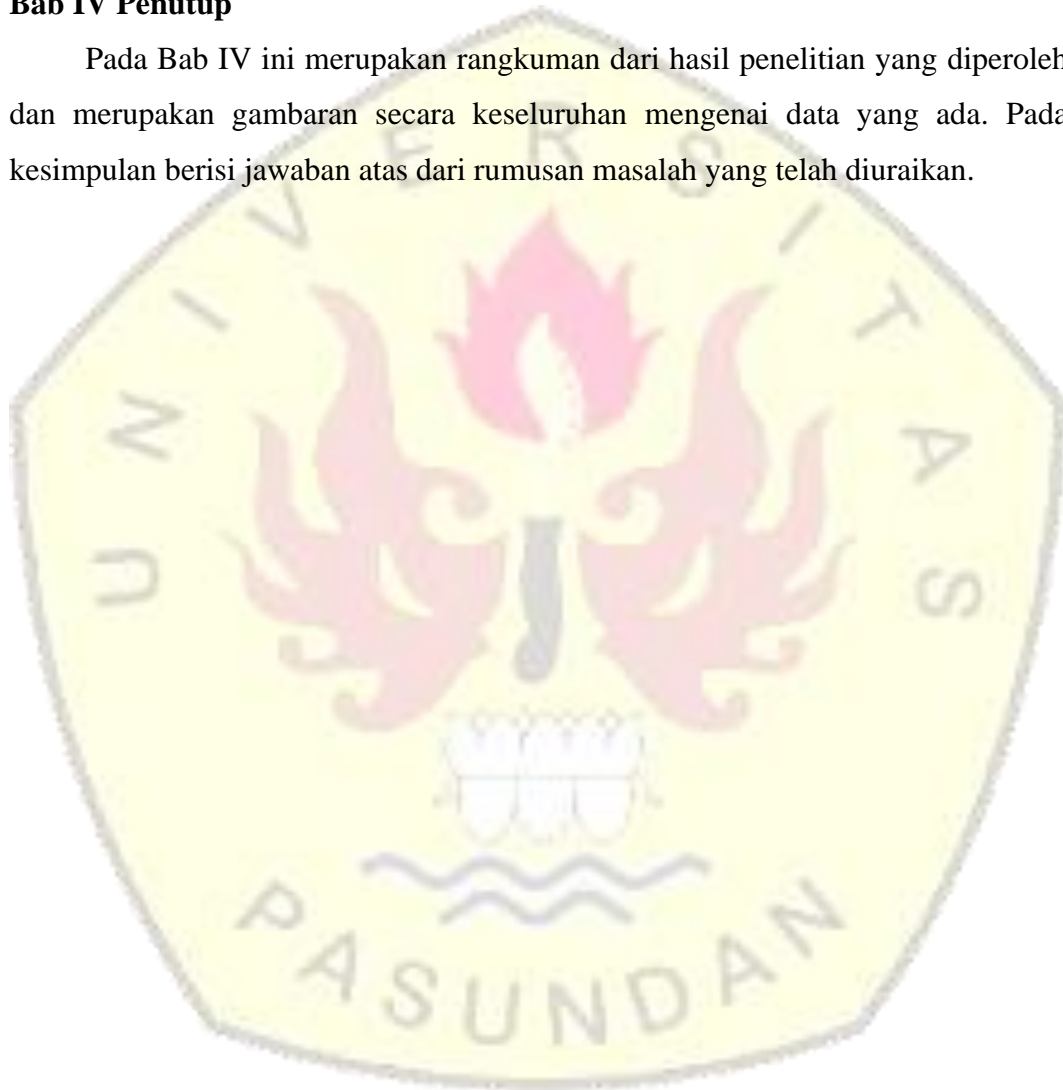 Bab IV Penutup
Pada Bab IV ini merupakan rangkuman dari hasil penelitian yang diperoleh
dan merupakan gambaran secara keseluruhan mengenai data yang ada. Pada
kesimpulan berisi jawaban atas dari rumusan masalah yang telah diuraikan.
UNIVERSITAS
PASUNDAN